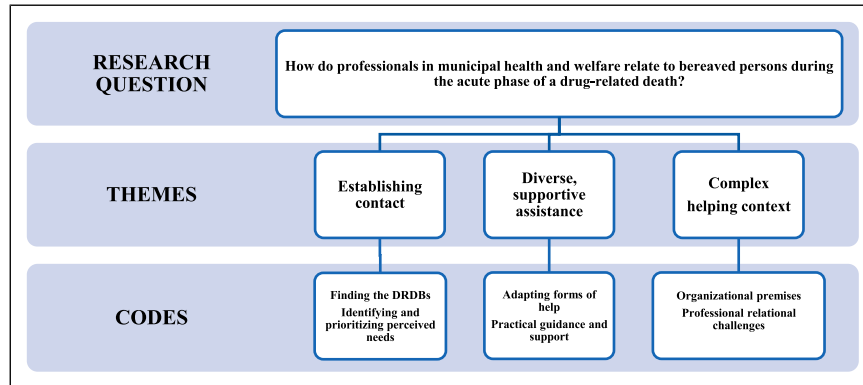 RESEARCH
QUESTION
How do professionals in municipal health and welfare relate to bereaved persons during
the acute phase of a drug-related death?
THEMES
Establishing
contact
Diverse,
supportive
assistance
Complex
helping context
CODES
Finding the DRDBs
Identifying and
prioritizing perceived
needs
Adapting forms of
help
Practical guidance and
support
Organizational premises
Professional relational
challenges